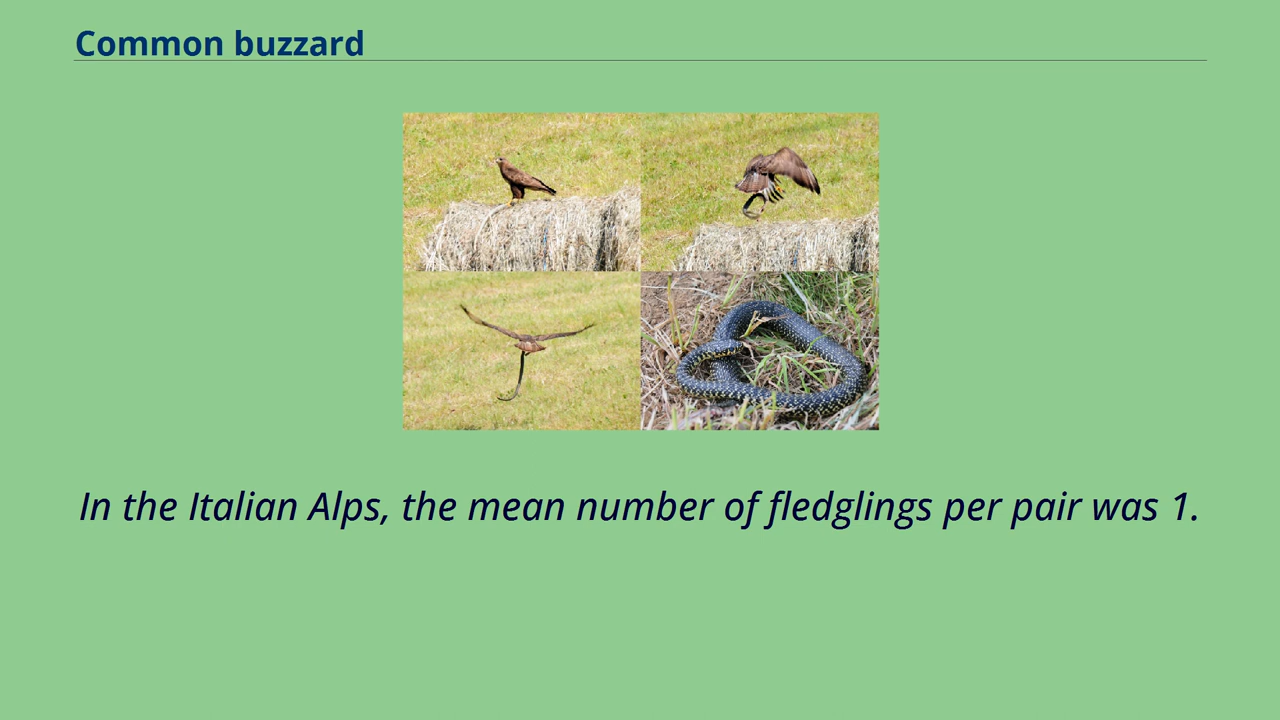 Common buzzard
In the Italian Alps, the mean number of fledglings per pair was 1.